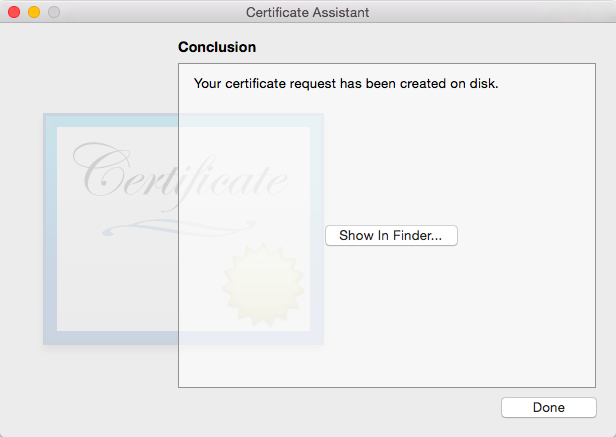 Certificate Assistant
Conclusion
Your certificate request has been created on disk.
Certificate
Show In Finder...
Done